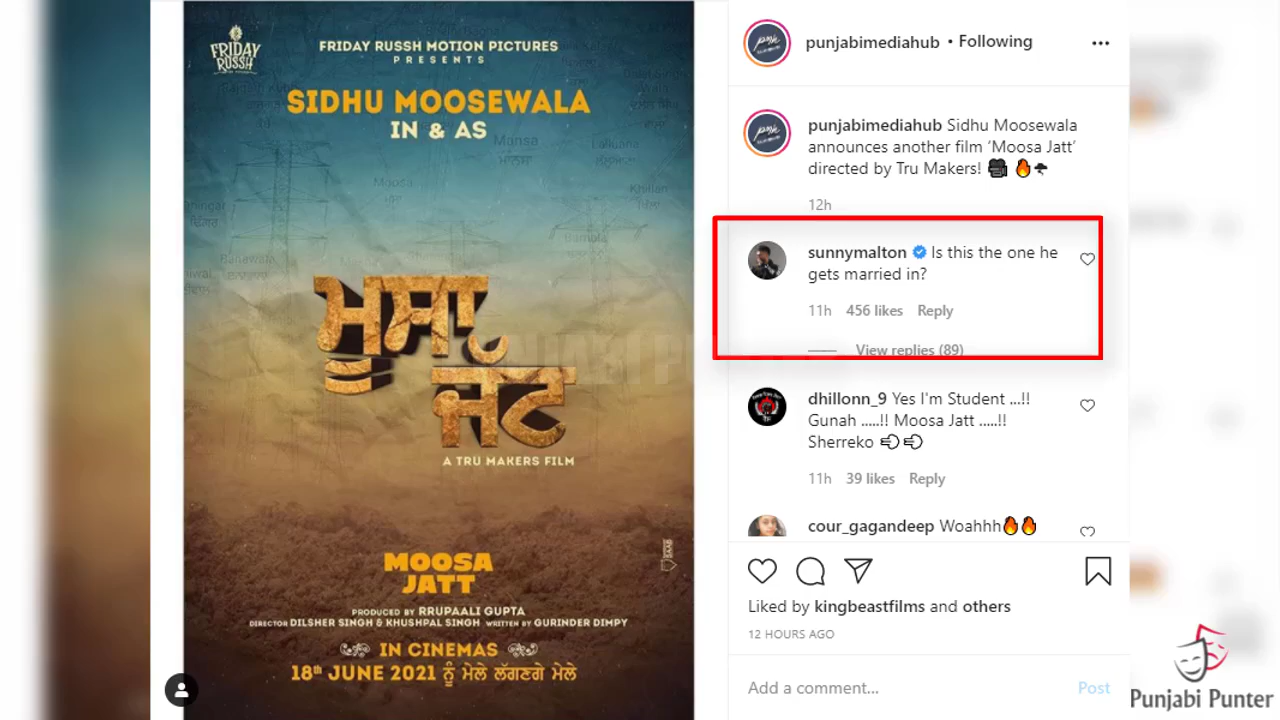 FRIDAY
RUSSH
FRIDAY RUSSH MOTION PICTURES
PRESENTS
SIDHU MOOSEWALA
IN & AS
Mansa
ਮਾਨਸਾ
Moosa
Khillan
Banawala
ਮੂਸਾ
ਜੱਟ
A TRU MAKERS FILM
MOOSA
JATT
PRODUCED BY RRUPAALI GUPTA
DIRECTOR DILSHER SINGH & KHUSHPAL SINGH WRITTEN BY GURINDER DIMPY
IN CINEMAS
18th JUNE 2021 ਨੂੰ ਮੇਲੇ ਲੱਗਣਗੇ ਮੇਲੇ
punjabimediahub • Following
punjabimediahub Sidhu Moosewala
announces another film ‘Moosa Jatt’
directed by Tru Makers! 🎥 🔥🌪
12h
sunnymalton Is this the one he
gets married in?
11h 456 likes Reply
View replies (89)
dhillonn_9 Yes I'm Student ...!!
Gunah .....!! Moosa Jatt .....!!
Sherreko 💨💨
11h 39 likes Reply
cour_gagandeep Woahhh🔥🔥
Liked by kingbeastfilms and others
12 HOURS AGO
Add a comment... Post
Punjabi Punter